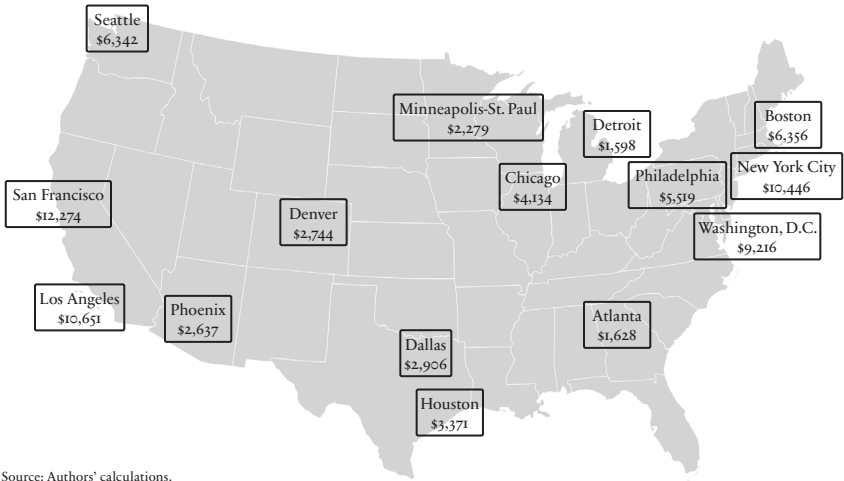 Seattle
$6,342
Minneapolis-St. Paul
$2,279
Detroit
$1,598
Boston
$6,356
New York City
$10,446
Chicago
$4,134
Philadelphia
$5,519
San Francisco
$12,274
Denver
$2,744
Washington, D.C.
$9,216
Los Angeles
$10,651
Phoenix
$2,637
Atlanta
$1,628
Dallas
$2,906
Houston
$3,371
Source: Authors' calculations.